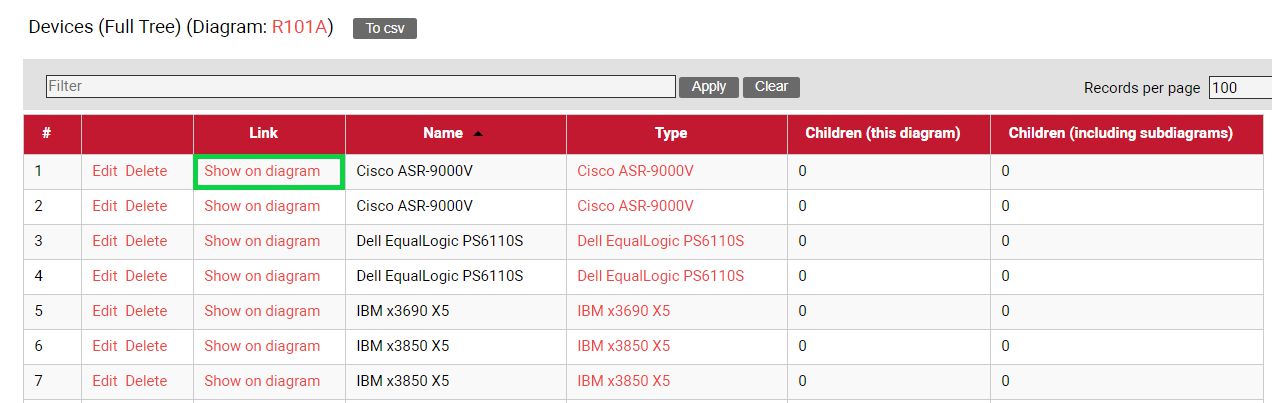 Devices (Full Tree) (Diagram: R101A) To csv
Filter Apply Clear Records per page 100
# Link Name Type Children (this diagram) Children (including subdiagrams)
1 Edit Delete Show on diagram Cisco ASR-9000V Cisco ASR-9000V 0 0
2 Edit Delete Show on diagram Cisco ASR-9000V Cisco ASR-9000V 0 0
3 Edit Delete Show on diagram Dell EqualLogic PS6110S Dell EqualLogic PS6110S 0 0
4 Edit Delete Show on diagram Dell EqualLogic PS6110S Dell EqualLogic PS6110S 0 0
5 Edit Delete Show on diagram IBM x3690 X5 IBM x3690 X5 0 0
6 Edit Delete Show on diagram IBM x3850 X5 IBM x3850 X5 0 0
7 Edit Delete Show on diagram IBM x3850 X5 IBM x3850 X5 0 0